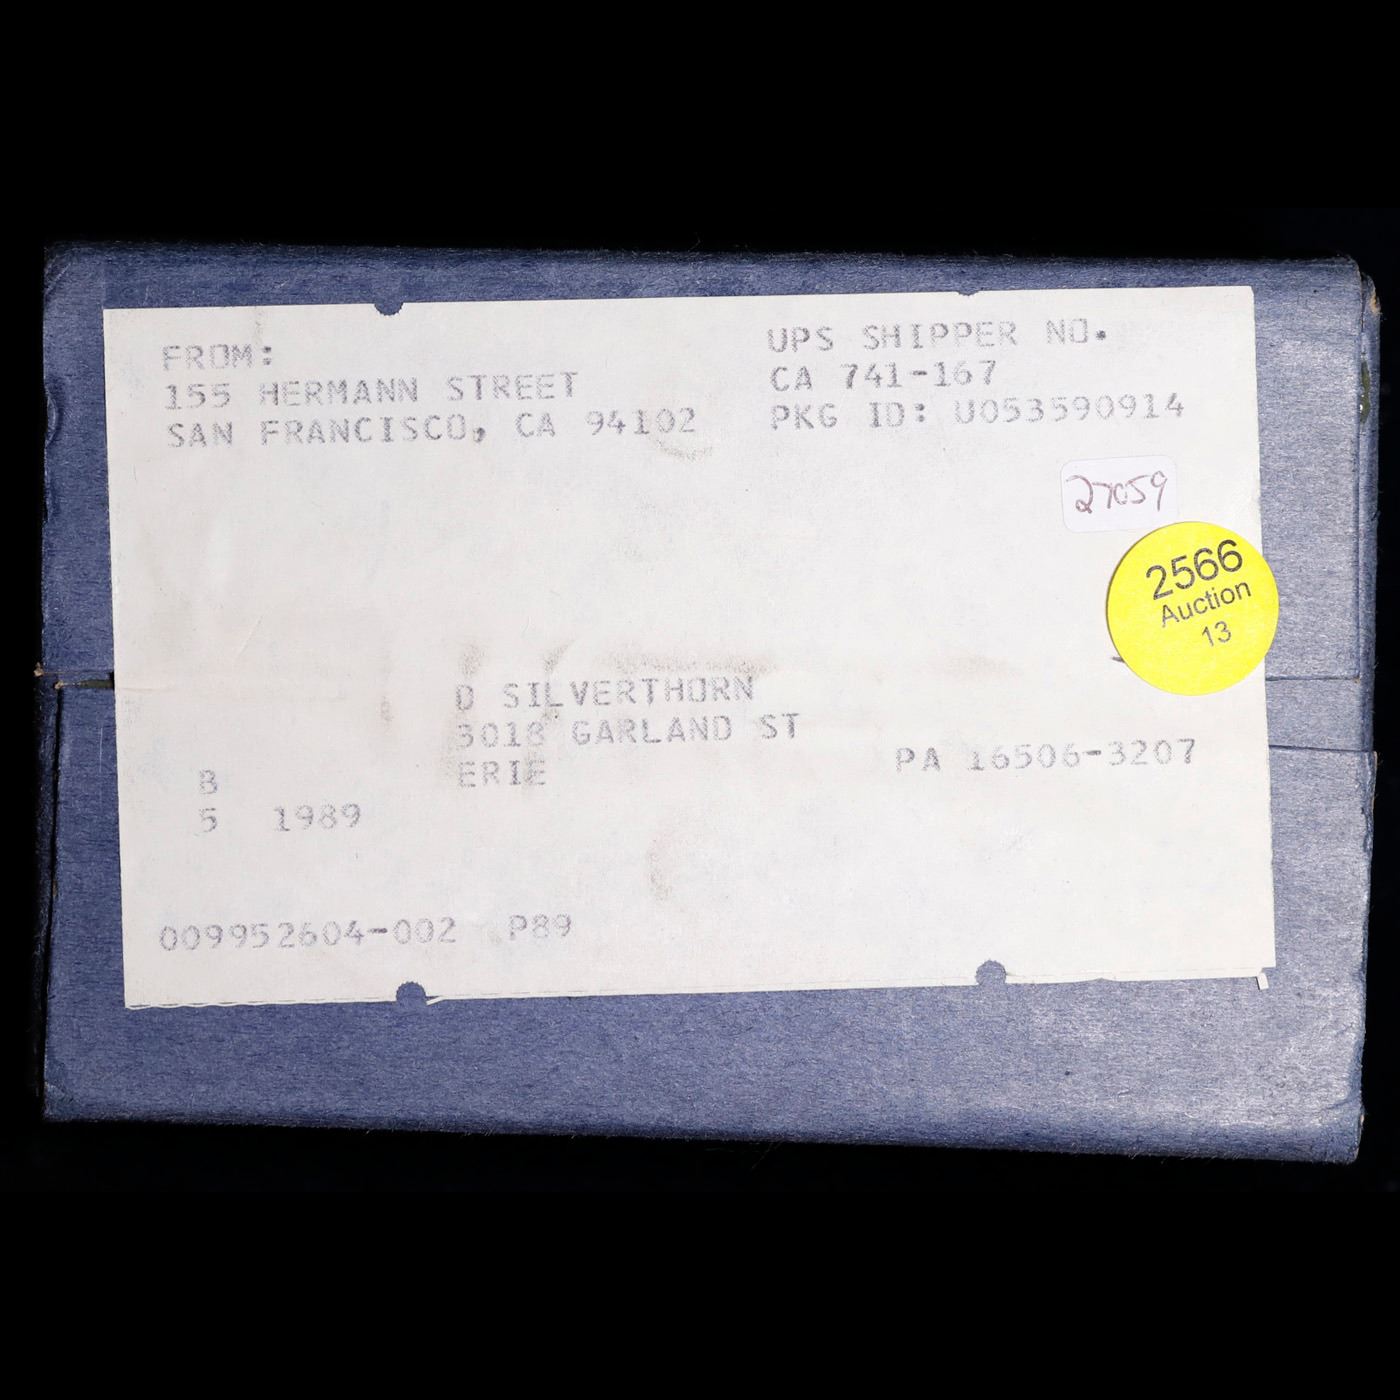 FROM:
155 HERMANN STREET
SAN FRANCISCO, CA 94102
UPS SHIPPER NO.
CA 741-167
PKG ID: U053590914
27059
2566
Auction
13
D SILVERTHORN
3018 GARLAND ST
ERIE PA 16506-3207
B
5 1989
009952604-002 P89